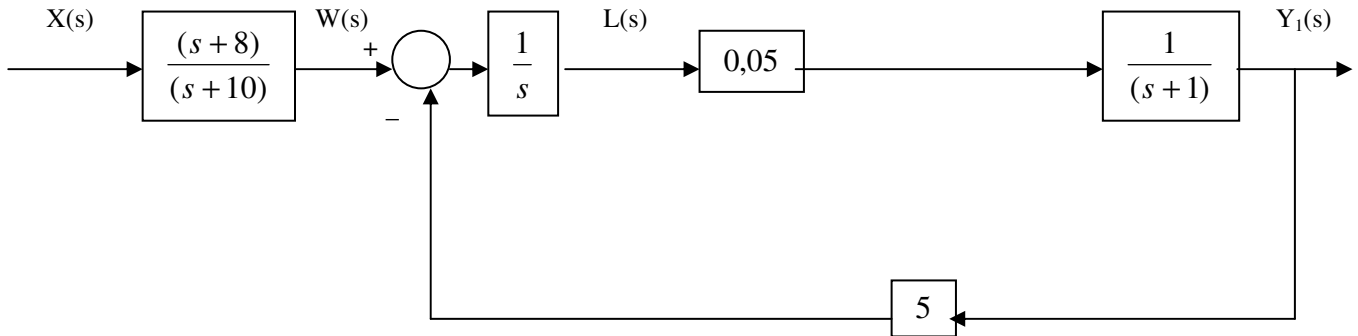 X(s) W(s) L(s) Y₁(s)
(s + 8)
(s + 10)
+
−
1
s
0,05
1
(s + 1)
5